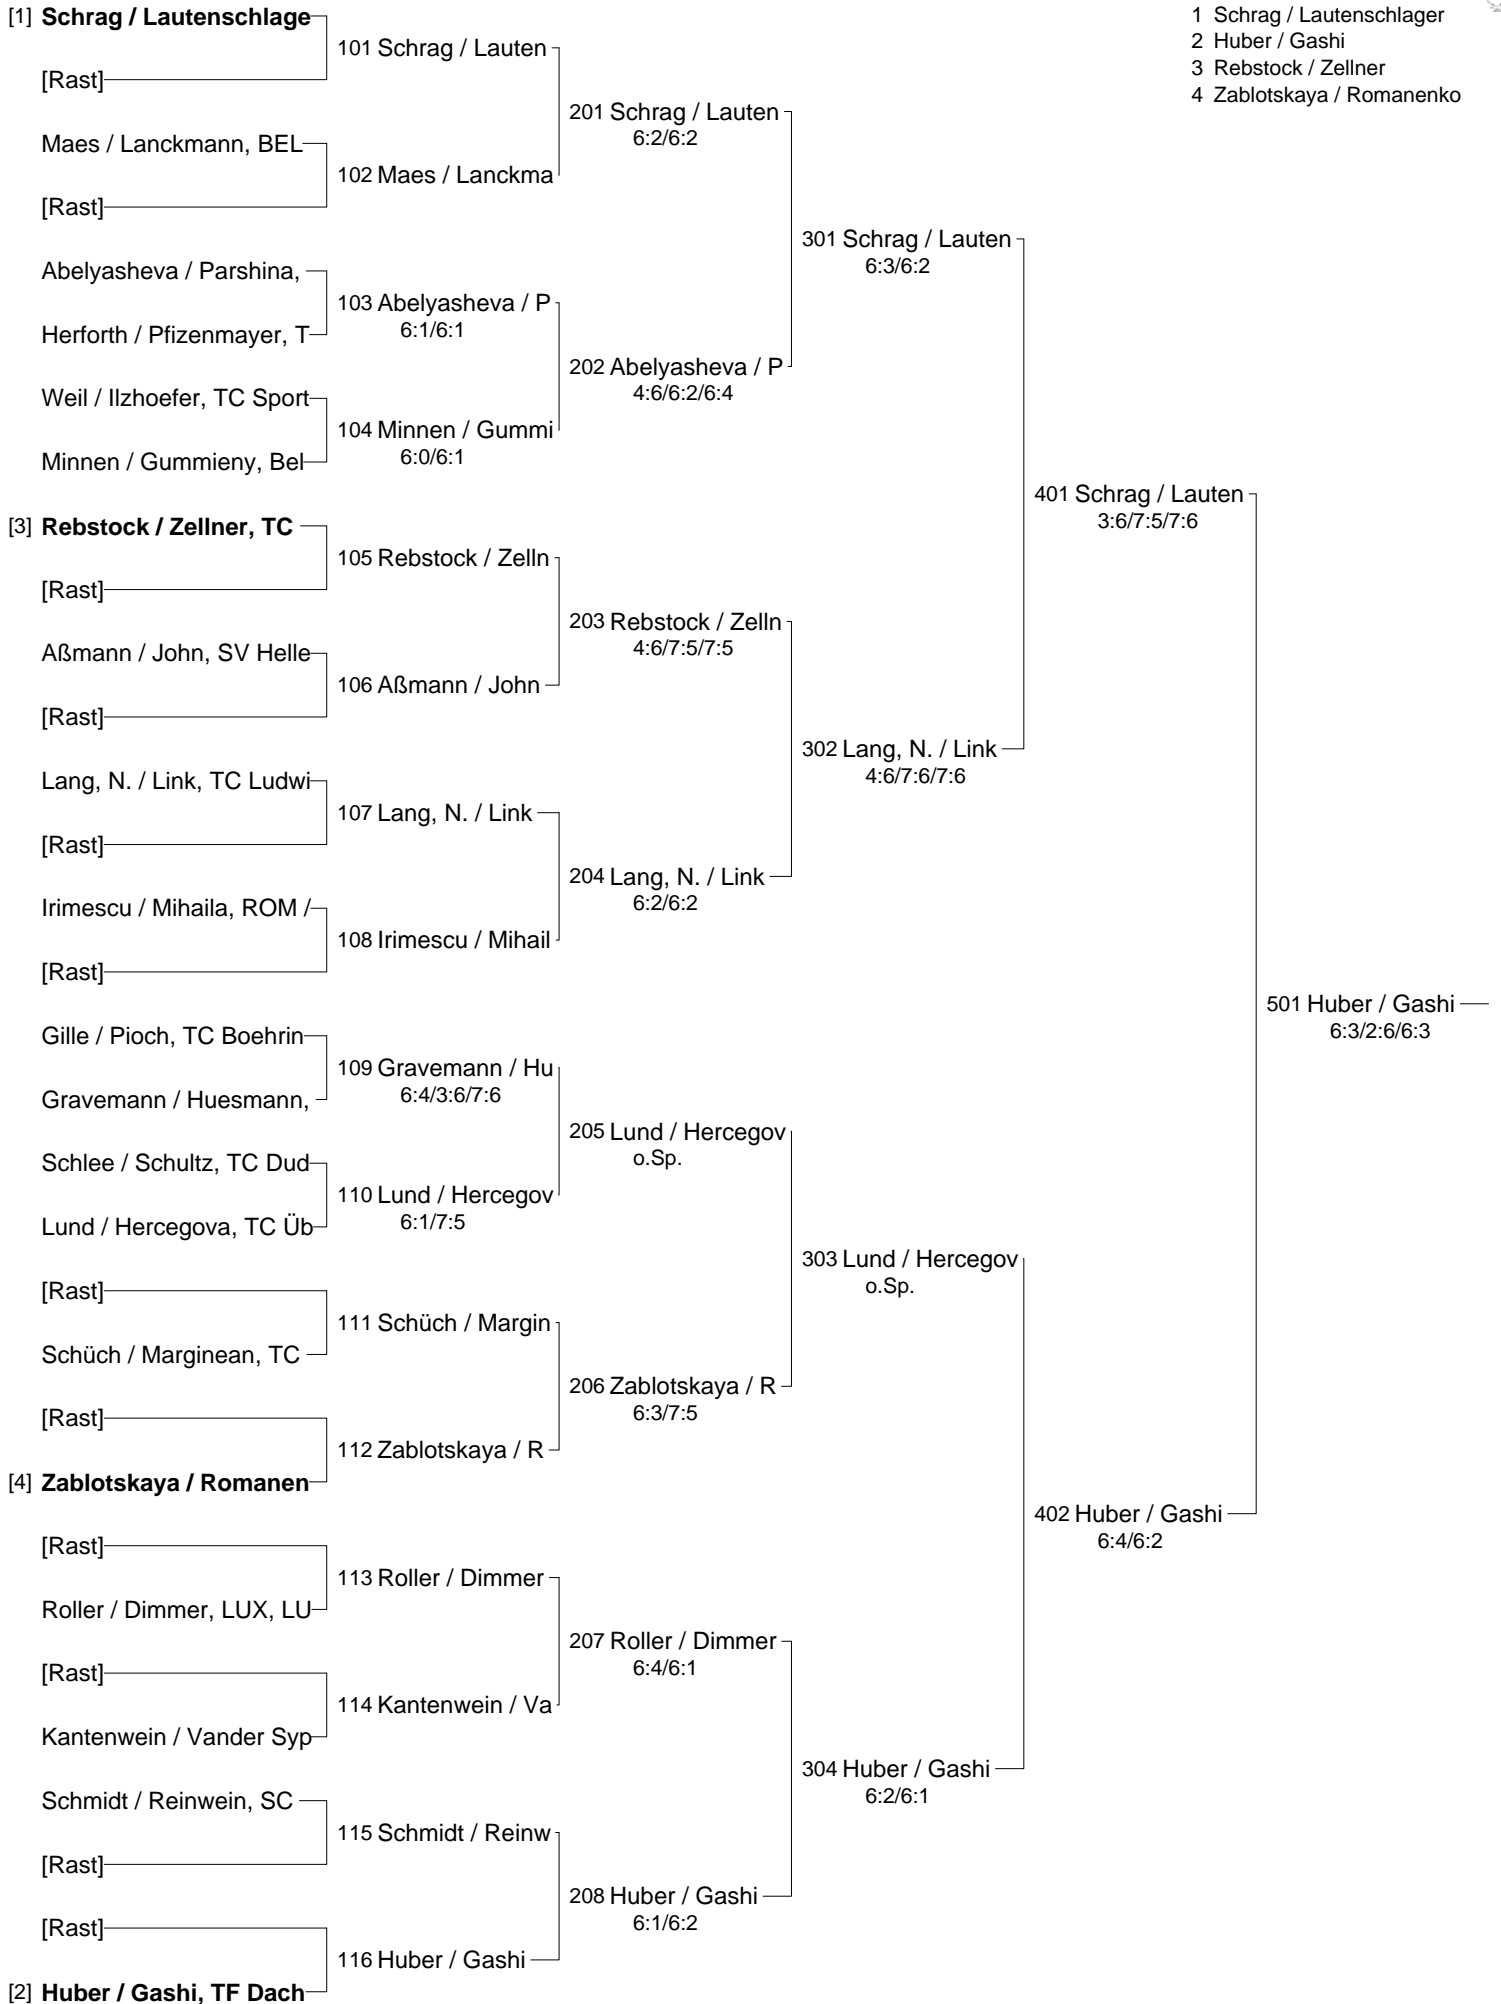 [1] Schrag / Lautenschlage
[Rast]
Maes / Lanckmann, BEL
[Rast]
Abelyasheva / Parshina,
Herforth / Pfizenmayer, T
Weil / Ilzhoefer, TC Sport
Minnen / Gummieny, Bel
[3] Rebstock / Zellner, TC
[Rast]
Aßmann / John, SV Helle
[Rast]
Lang, N. / Link, TC Ludwi
[Rast]
Irimescu / Mihaila, ROM /
[Rast]
Gille / Pioch, TC Boehrin
Gravemann / Huesmann,
Schlee / Schultz, TC Dud
Lund / Hercegova, TC Üb
[Rast]
Schüch / Marginean, TC
[Rast]
[4] Zablotskaya / Romanen
[Rast]
Roller / Dimmer, LUX, LU
[Rast]
Kantenwein / Vander Syp
Schmidt / Reinwein, SC
[Rast]
[Rast]
[2] Huber / Gashi, TF Dach
101 Schrag / Lauten
102 Maes / Lanckma
103 Abelyasheva / P
6:1/6:1
104 Minnen / Gummi
6:0/6:1
105 Rebstock / Zelln
106 Aßmann / John
107 Lang, N. / Link
108 Irimescu / Mihail
109 Gravemann / Hu
6:4/3:6/7:6
110 Lund / Hercegov
6:1/7:5
111 Schüch / Margin
112 Zablotskaya / R
113 Roller / Dimmer
114 Kantenwein / Va
115 Schmidt / Reinw
116 Huber / Gashi
201 Schrag / Lauten
6:2/6:2
202 Abelyasheva / P
4:6/6:2/6:4
203 Rebstock / Zelln
4:6/7:5/7:5
204 Lang, N. / Link
6:2/6:2
205 Lund / Hercegov
o.Sp.
206 Zablotskaya / R
6:3/7:5
207 Roller / Dimmer
6:4/6:1
208 Huber / Gashi
6:1/6:2
301 Schrag / Lauten
6:3/6:2
302 Lang, N. / Link
4:6/7:6/7:6
303 Lund / Hercegov
o.Sp.
304 Huber / Gashi
6:2/6:1
401 Schrag / Lauten
3:6/7:5/7:6
402 Huber / Gashi
6:4/6:2
501 Huber / Gashi
6:3/2:6/6:3
1 Schrag / Lautenschlager
2 Huber / Gashi
3 Rebstock / Zellner
4 Zablotskaya / Romanenko